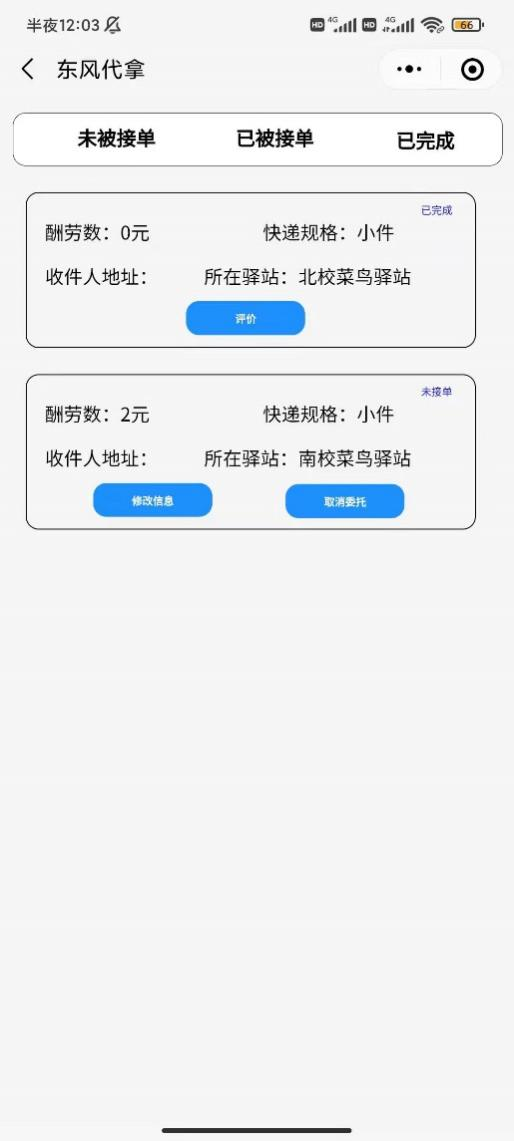 半夜12:03 HD 4G HD 4G 66
东风代拿
未被接单 已被接单 已完成
已完成
酬劳数：0元 快递规格：小件
收件人地址： 所在驿站：北校菜鸟驿站
评价
未接单
酬劳数：2元 快递规格：小件
收件人地址： 所在驿站：南校菜鸟驿站
修改信息 取消委托